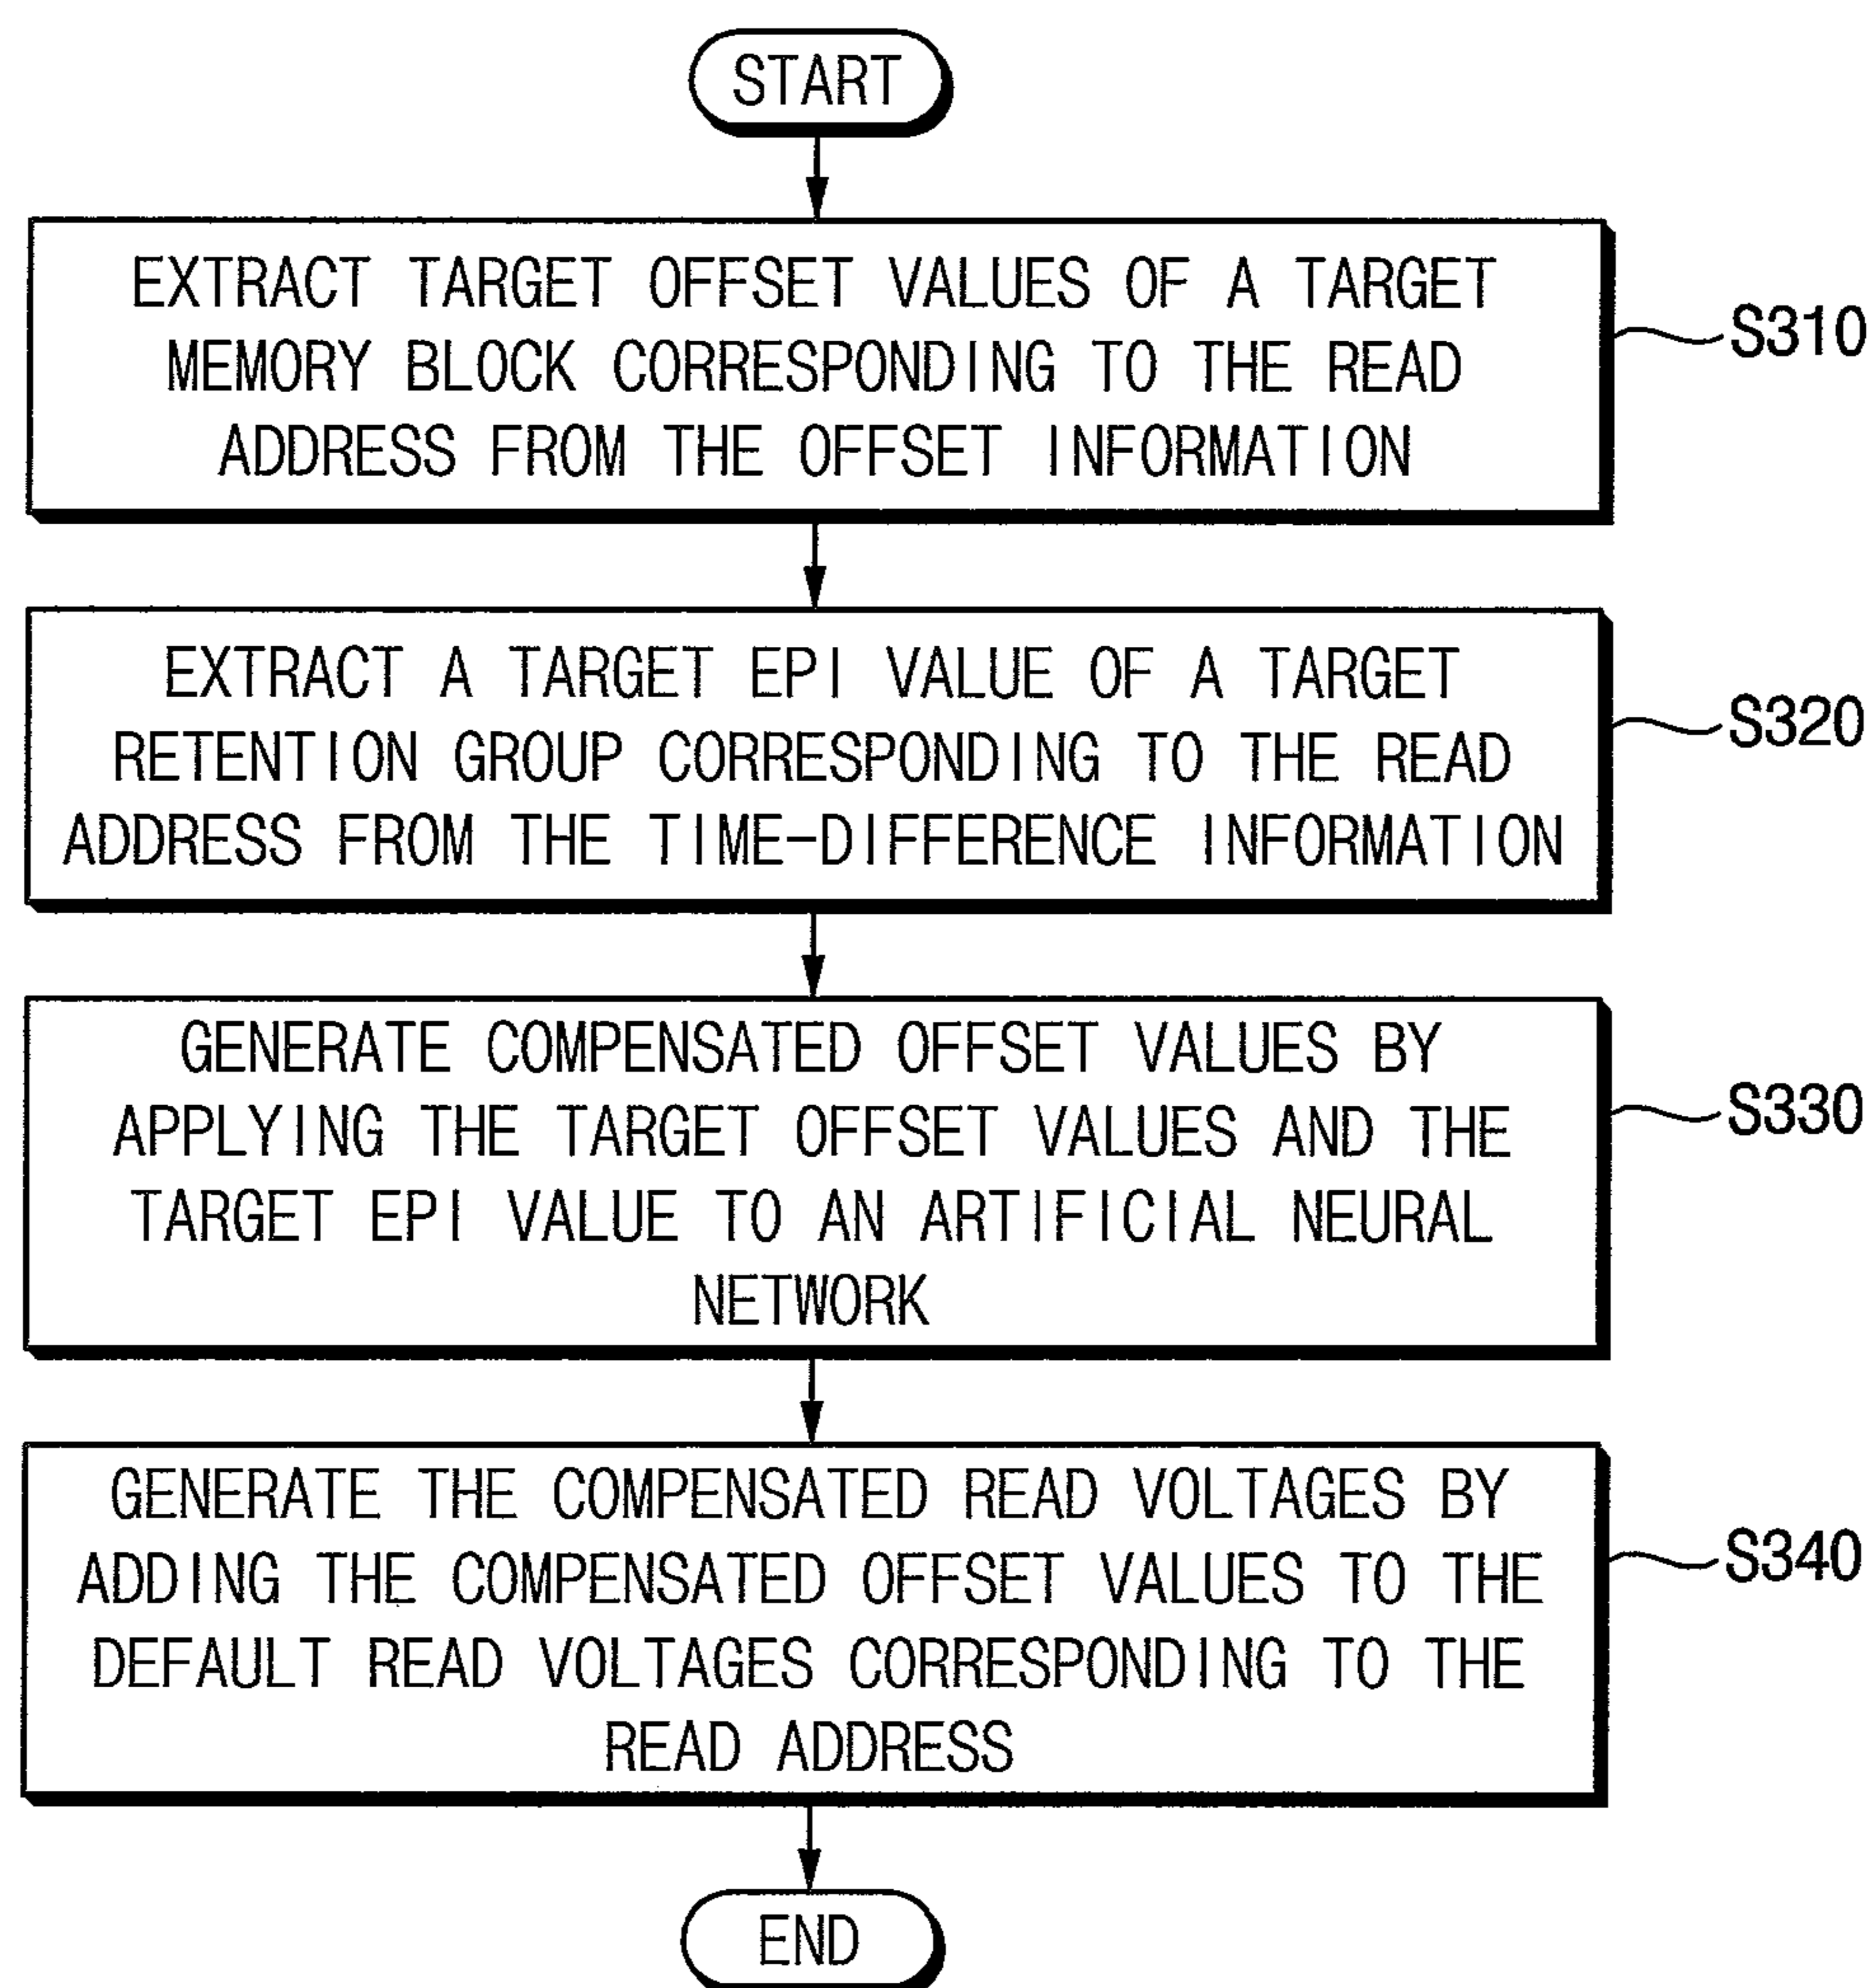 START
EXTRACT TARGET OFFSET VALUES OF A TARGET
MEMORY BLOCK CORRESPONDING TO THE READ
ADDRESS FROM THE OFFSET INFORMATION
S310
EXTRACT A TARGET EPI VALUE OF A TARGET
RETENTION GROUP CORRESPONDING TO THE READ
ADDRESS FROM THE TIME-DIFFERENCE INFORMATION
S320
GENERATE COMPENSATED OFFSET VALUES BY
APPLYING THE TARGET OFFSET VALUES AND THE
TARGET EPI VALUE TO AN ARTIFICIAL NEURAL
NETWORK
S330
GENERATE THE COMPENSATED READ VOLTAGES BY
ADDING THE COMPENSATED OFFSET VALUES TO THE
DEFAULT READ VOLTAGES CORRESPONDING TO THE
READ ADDRESS
S340
END